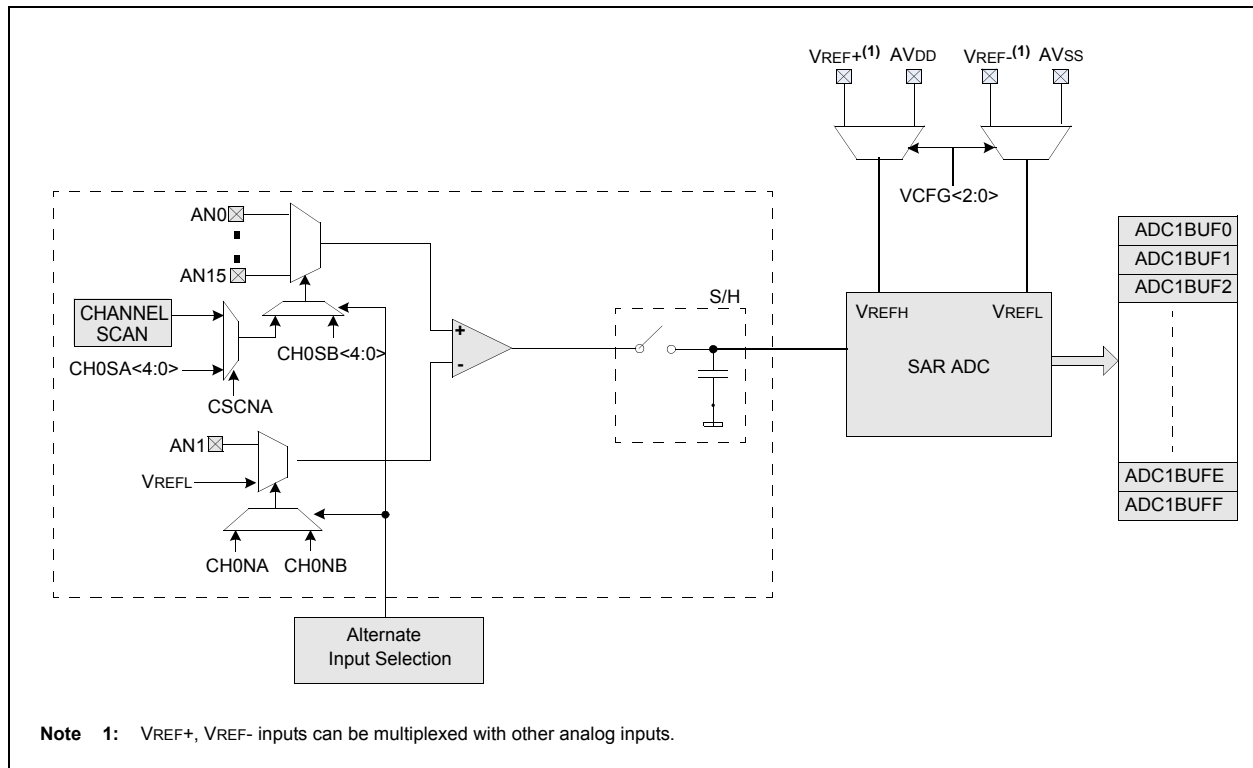 VREF+(1) AVDD VREF-(1) AVSS
VCFG<2:0>
AN0
AN15
CHANNEL
SCAN
CH0SA<4:0>
CH0SB<4:0>
CSCNA
AN1
VREFL
CH0NA CH0NB
+
-
S/H
VREFH VREFL
SAR ADC
ADC1BUF0
ADC1BUF1
ADC1BUF2
ADC1BUFE
ADC1BUFF
Alternate
Input Selection
Note 1: VREF+, VREF- inputs can be multiplexed with other analog inputs.